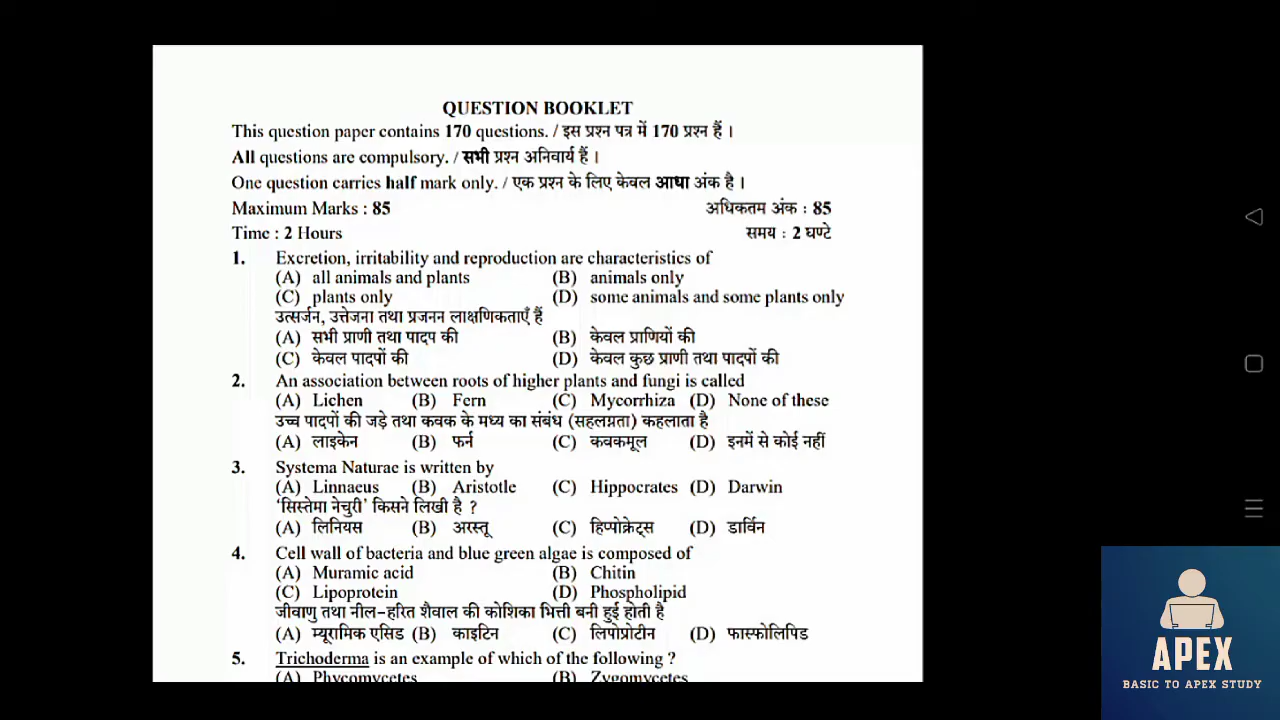 QUESTION BOOKLET
This question paper contains 170 questions. / इस प्रश्न पत्र में 170 प्रश्न हैं ।
All questions are compulsory. / सभी प्रश्न अनिवार्य हैं ।
One question carries half mark only. / एक प्रश्न के लिए केवल आधा अंक है ।
Maximum Marks : 85 अधिकतम अंक : 85
Time : 2 Hours समय : 2 घण्टे
1. Excretion, irritability and reproduction are characteristics of
(A) all animals and plants (B) animals only
(C) plants only (D) some animals and some plants only
उत्सर्जन, उत्तेजना तथा प्रजनन लाक्षणिकताएँ हैं
(A) सभी प्राणी तथा पादप की (B) केवल प्राणियों की
(C) केवल पादपों की (D) केवल कुछ प्राणी तथा पादपों की
2. An association between roots of higher plants and fungi is called
(A) Lichen (B) Fern (C) Mycorrhiza (D) None of these
उच्च पादपों की जड़े तथा कवक के मध्य का संबंध (सहलग्नता) कहलाता है
(A) लाइकेन (B) फर्न (C) कवकमूल (D) इनमें से कोई नहीं
3. Systema Naturae is written by
(A) Linnaeus (B) Aristotle (C) Hippocrates (D) Darwin
‘सिस्तेमा नेचुरी’ किसने लिखी है ?
(A) लिनियस (B) अरस्तू (C) हिप्पोक्रेट्स (D) डार्विन
4. Cell wall of bacteria and blue green algae is composed of
(A) Muramic acid (B) Chitin
(C) Lipoprotein (D) Phospholipid
जीवाणु तथा नील-हरित शैवाल की कोशिका भित्ती बनी हुई होती है
(A) म्यूरामिक एसिड (B) काइटिन (C) लिपोप्रोटीन (D) फास्फोलिपिड
5. Trichoderma is an example of which of the following ?
(A) Phycomycetes (B) Zygomycetes
APEX
BASIC TO APEX STUDY